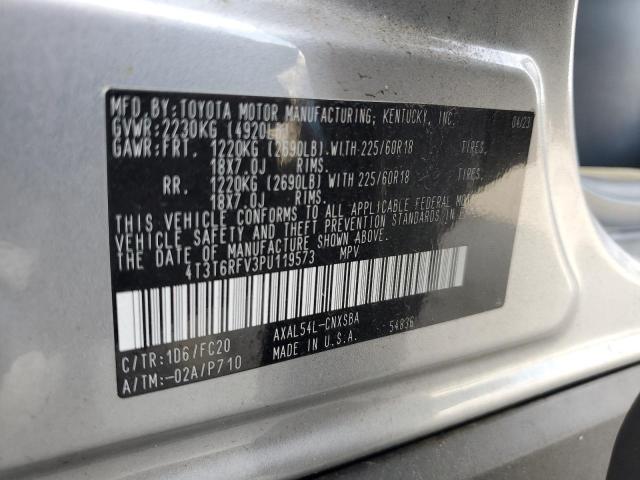 MFD. BY: TOYOTA MOTOR MANUFACTURING, KENTUCKY, INC.
GVWR: 2230KG (4920LB) 04/23
GAWR: FRT. 1220KG (2690LB) WITH 225/60R18 TIRES,
18X7.0J RIMS,
RR. 1220KG (2690LB) WITH 225/60R18 TIRES,
18X7.0J RIMS.
THIS VEHICLE CONFORMS TO ALL APPLICABLE FEDERAL MOTOR
VEHICLE SAFETY AND THEFT PREVENTION STANDARDS IN
THE DATE OF MANUFACTURE SHOWN ABOVE.
4T3T6RFV3PU119573 MPV
AXAL54L-CNXSBA
C/TR: 1D6/FC20 MADE IN U.S.A. 54836
A/TM: -02A/P710